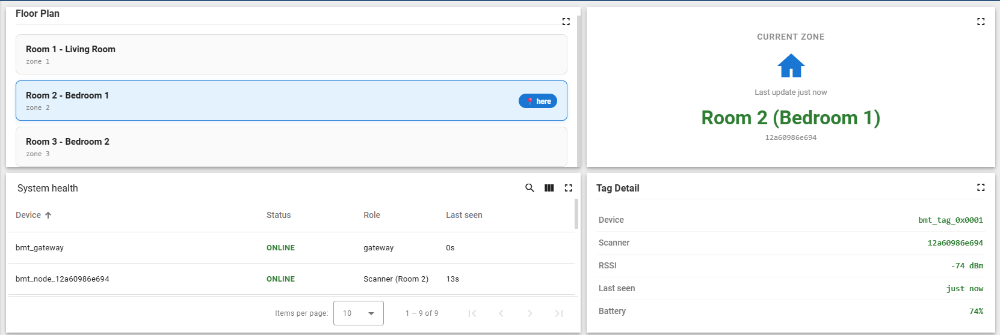 Floor Plan
Room 1 - Living Room
zone 1
Room 2 - Bedroom 1
zone 2
here
Room 3 - Bedroom 2
zone 3
CURRENT ZONE
Last update just now
Room 2 (Bedroom 1)
12a60986e694
System health
Device Status Role Last seen
bmt_gateway ONLINE gateway 0s
bmt_node_12a60986e694 ONLINE Scanner (Room 2) 13s
Items per page: 10 1 – 9 of 9
Tag Detail
Device bmt_tag_0x0001
Scanner 12a60986e694
RSSI -74 dBm
Last seen just now
Battery 74%